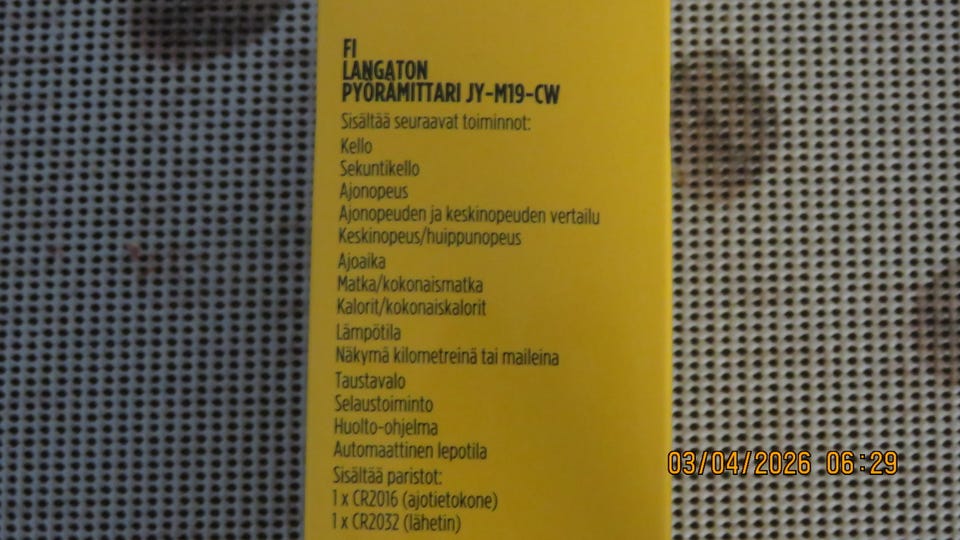 FI
LANGATON
PYÖRÄMITTARI JY-M19-CW
Sisältää seuraavat toiminnot:
Kello
Sekuntikello
Ajonopeus
Ajonopeuden ja keskinopeuden vertailu
Keskinopeus/huippunopeus
Ajoaika
Matka/kokonaismatka
Kalorit/kokonaiskalorit
Lämpötila
Näkymä kilometreinä tai maileina
Taustavalo
Selaustoiminto
Huolto-ohjelma
Automaattinen lepotila
Sisältää paristot:
1 x CR2016 (ajotietokone)
1 x CR2032 (lähetin)
03/04/2026 06:29